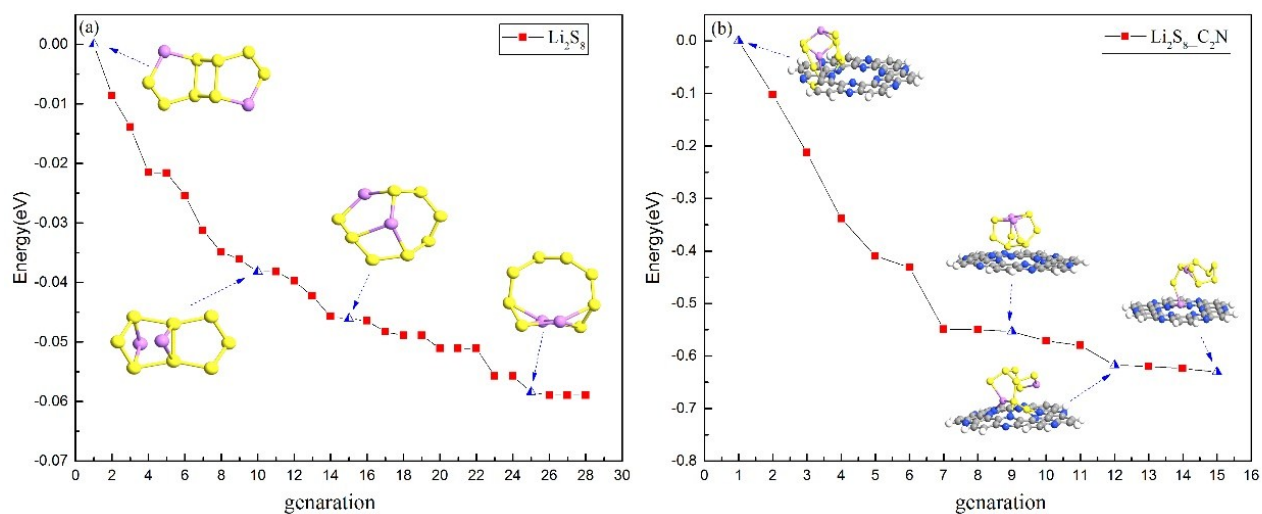 (a)
Li₂S₈
0.00
-0.01
-0.02
-0.03
-0.04
-0.05
-0.06
-0.07
Energy(eV)
0 2 4 6 8 10 12 14 16 18 20 22 24 26 28 30
genaration
(b)
Li₂S₈_C₂N
0.0
-0.1
-0.2
-0.3
-0.4
-0.5
-0.6
-0.7
-0.8
Energy(eV)
0 1 2 3 4 5 6 7 8 9 10 11 12 13 14 15 16
genaration